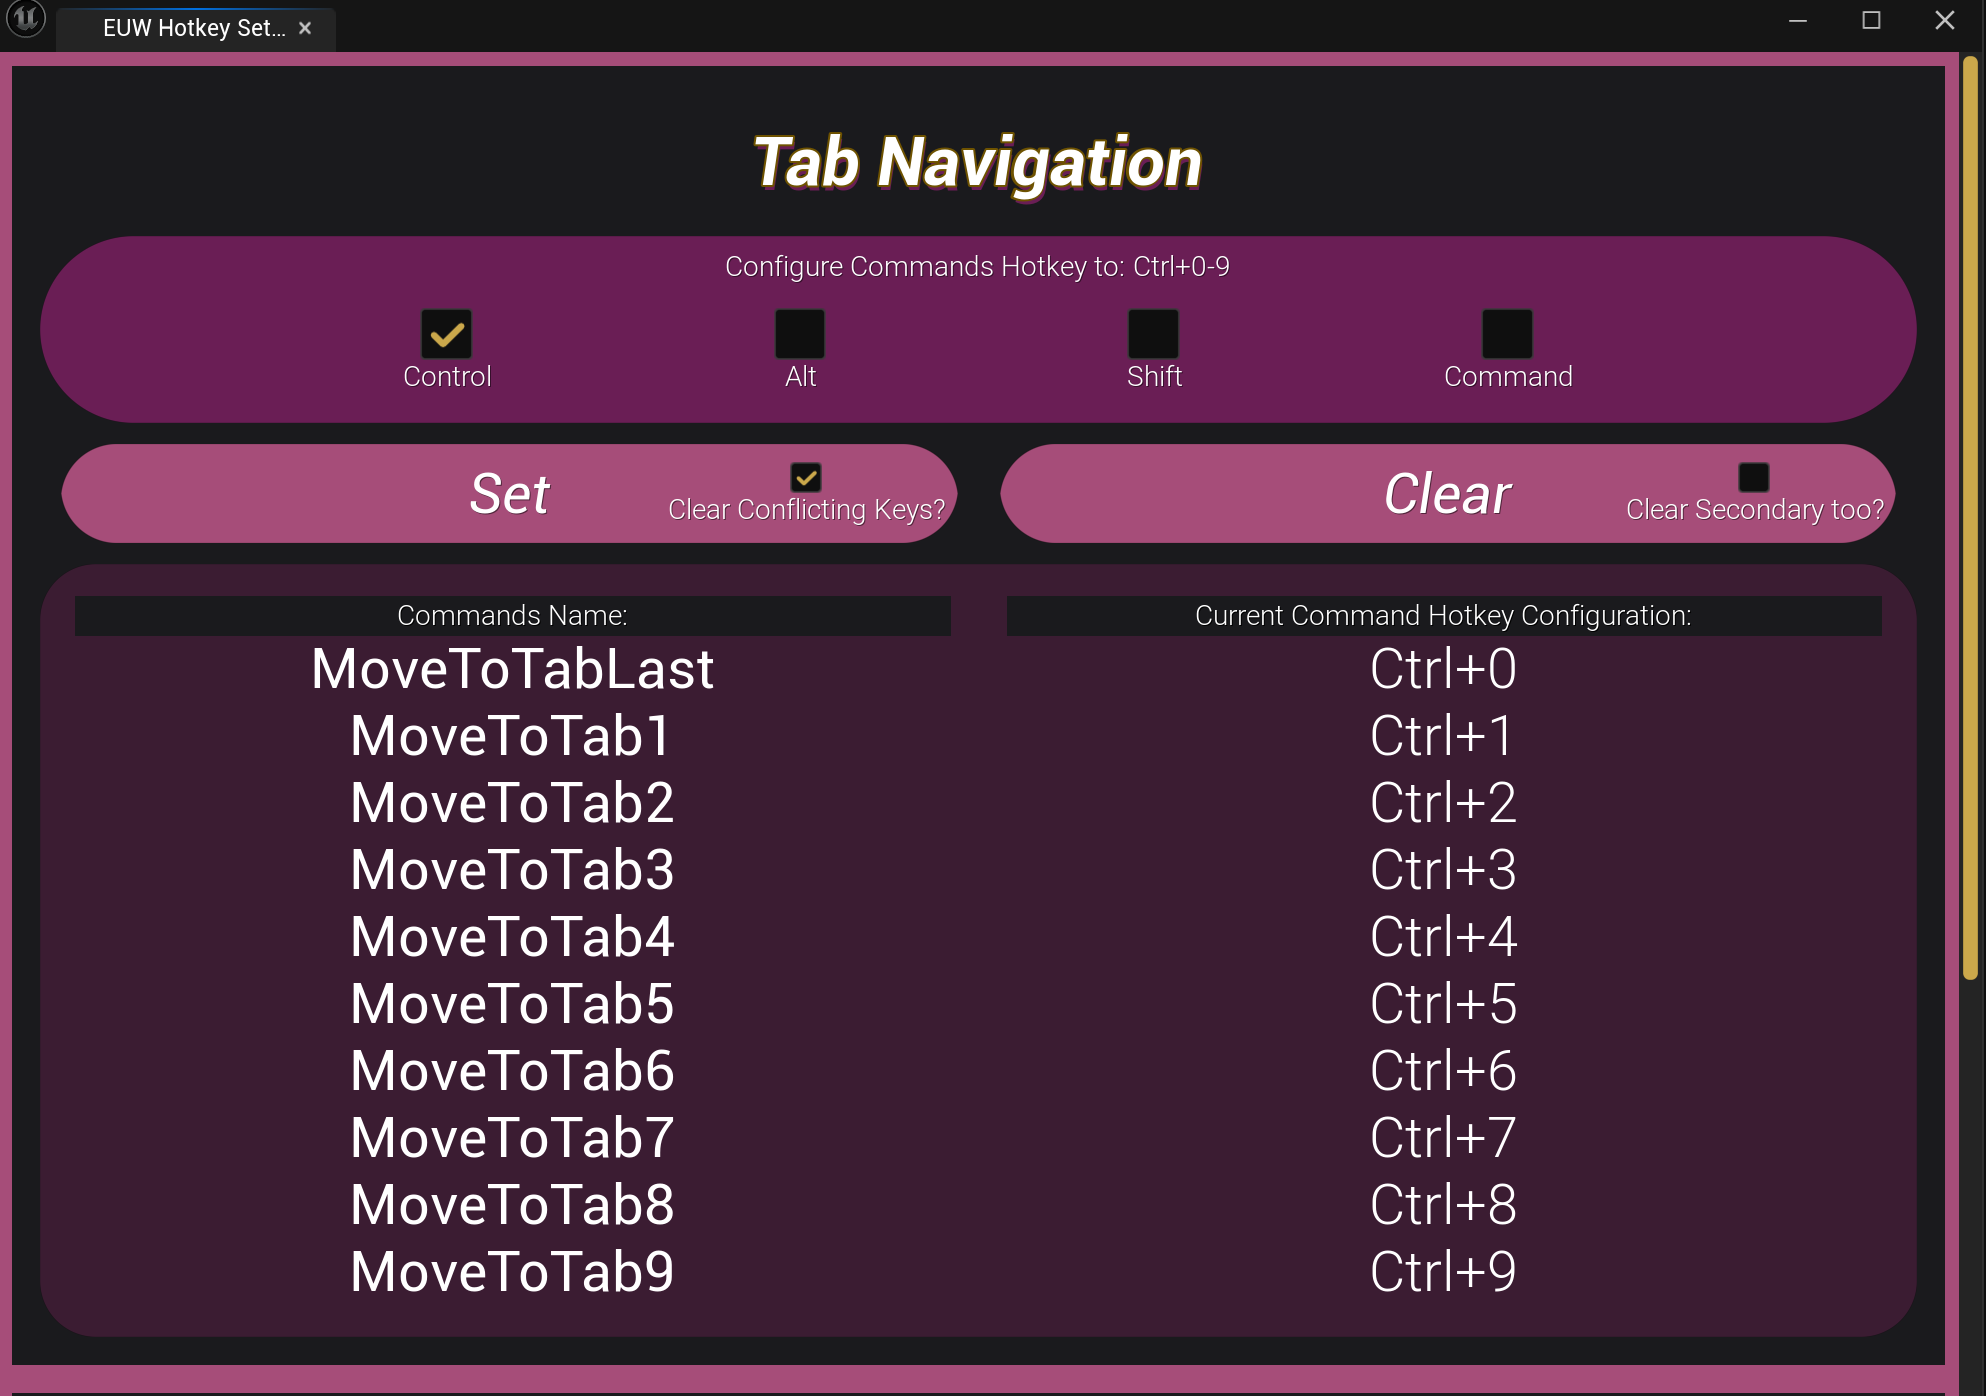 EUW Hotkey Set...
Tab Navigation
Configure Commands Hotkey to: Ctrl+0-9
Control Alt Shift Command
Set Clear Conflicting Keys?
Clear Clear Secondary too?
Commands Name: Current Command Hotkey Configuration:
MoveToTabLast Ctrl+0
MoveToTab1 Ctrl+1
MoveToTab2 Ctrl+2
MoveToTab3 Ctrl+3
MoveToTab4 Ctrl+4
MoveToTab5 Ctrl+5
MoveToTab6 Ctrl+6
MoveToTab7 Ctrl+7
MoveToTab8 Ctrl+8
MoveToTab9 Ctrl+9